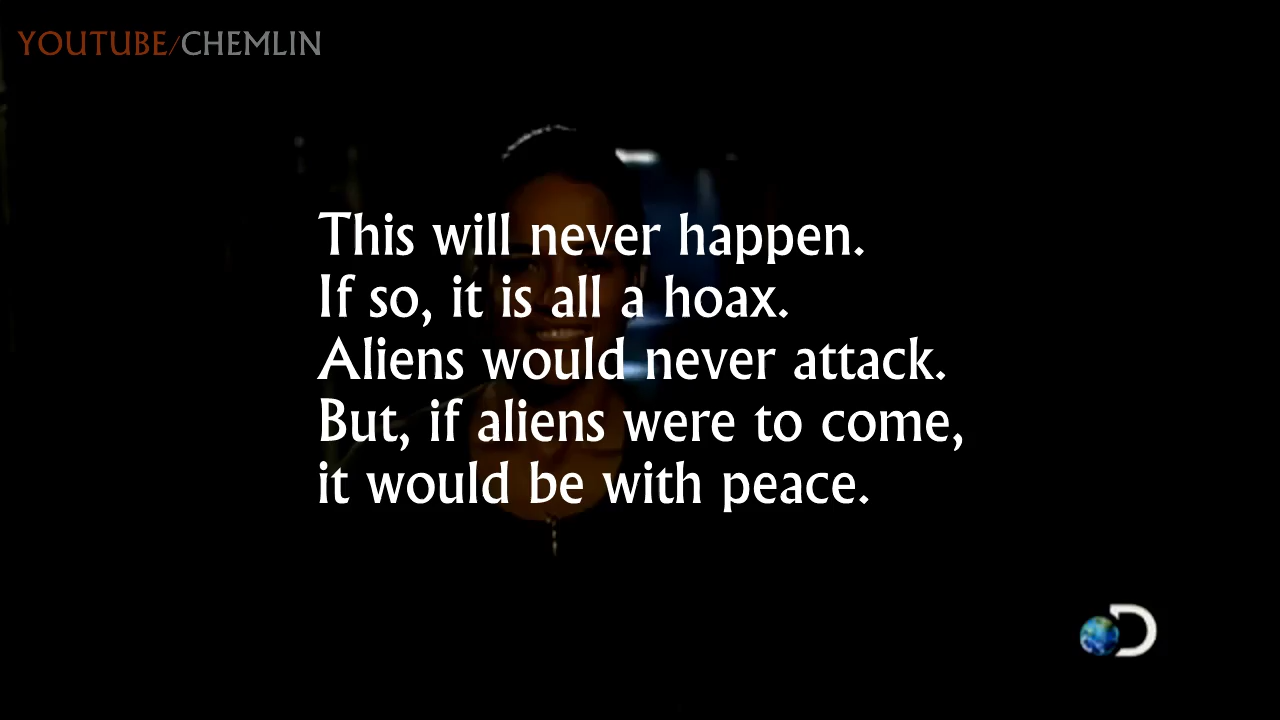 YOUTUBE/CHEMLIN
This will never happen.
If so, it is all a hoax.
Aliens would never attack.
But, if aliens were to come,
it would be with peace.